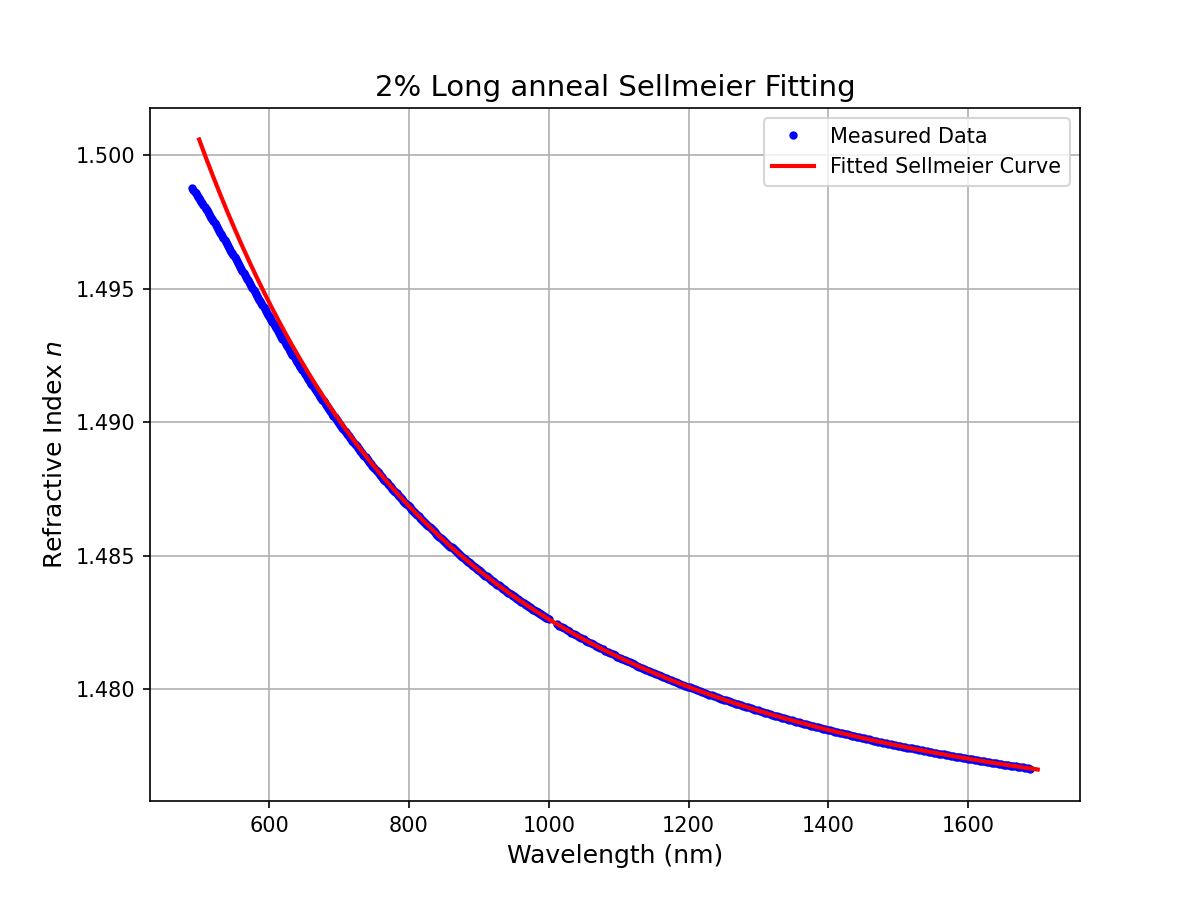 2% Long anneal Sellmeier Fitting
Measured Data
Fitted Sellmeier Curve
1.500
1.495
1.490
1.485
1.480
Refractive Index n
600 800 1000 1200 1400 1600
Wavelength (nm)